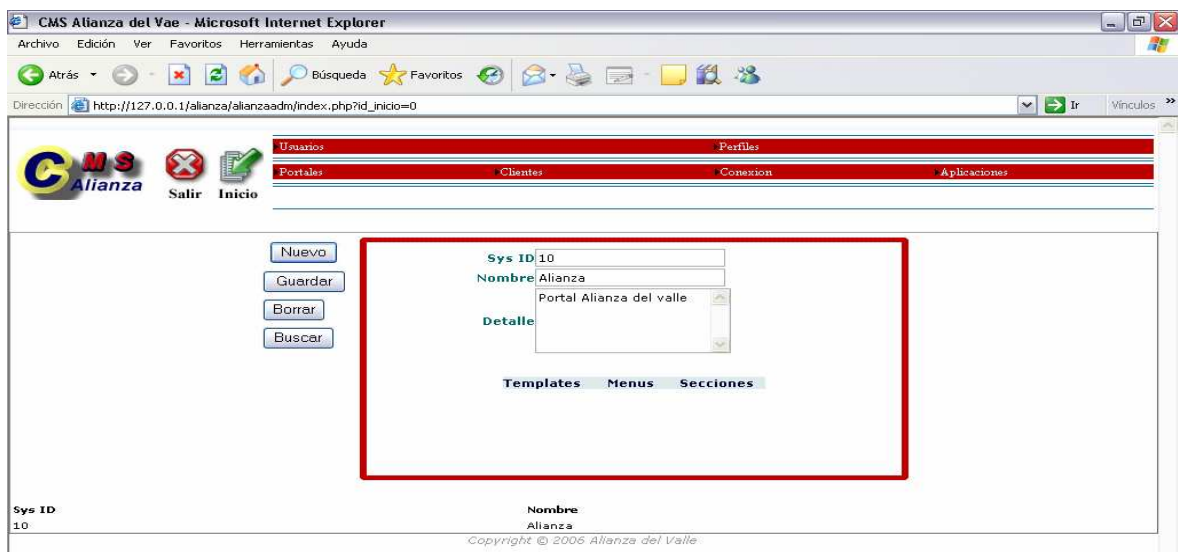 CMS Alianza del Vae - Microsoft Internet Explorer
Archivo Edición Ver Favoritos Herramientas Ayuda
Atrás Búsqueda Favoritos
Dirección http://127.0.0.1/alianza/alianzaadm/index.php?id_inicio=0 Ir Vínculos »
CMS Alianza
Salir Inicio
Usuarios Perfiles
Portales Clientes Conexion Aplicaciones
Nuevo
Guardar
Borrar
Buscar
Sys ID 10
Nombre Alianza
Detalle Portal Alianza del valle
Templates Menus Secciones
Sys ID Nombre
10 Alianza
Copyright © 2006 Alianza del Valle